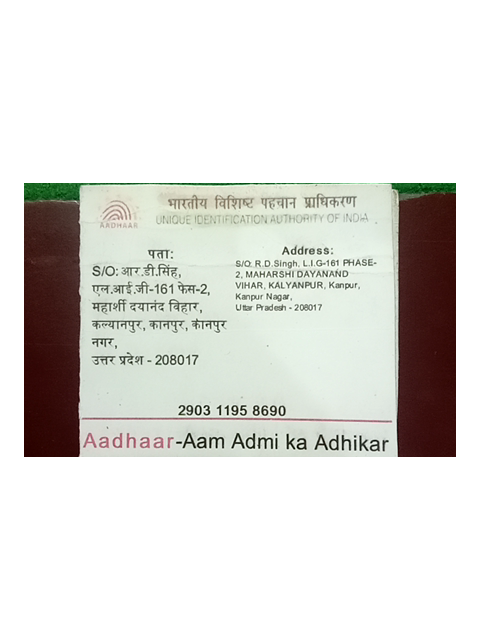 भारतीय विशिष्ट पहचान प्राधिकरण
UNIQUE IDENTIFICATION AUTHORITY OF INDIA
AADHAAR
पता:
S/O: आर.डी.सिंह,
एल.आई.जी-161 फेस-2,
महार्शी दयानंद विहार,
कल्यानपुर, कानपुर, कानपुर
नगर,
उत्तर प्रदेश - 208017
Address:
S/O: R.D.Singh, L.I.G-161 PHASE-
2, MAHARSHI DAYANAND
VIHAR, KALYANPUR, Kanpur,
Kanpur Nagar,
Uttar Pradesh - 208017
2903 1195 8690
Aadhaar-Aam Admi ka Adhikar